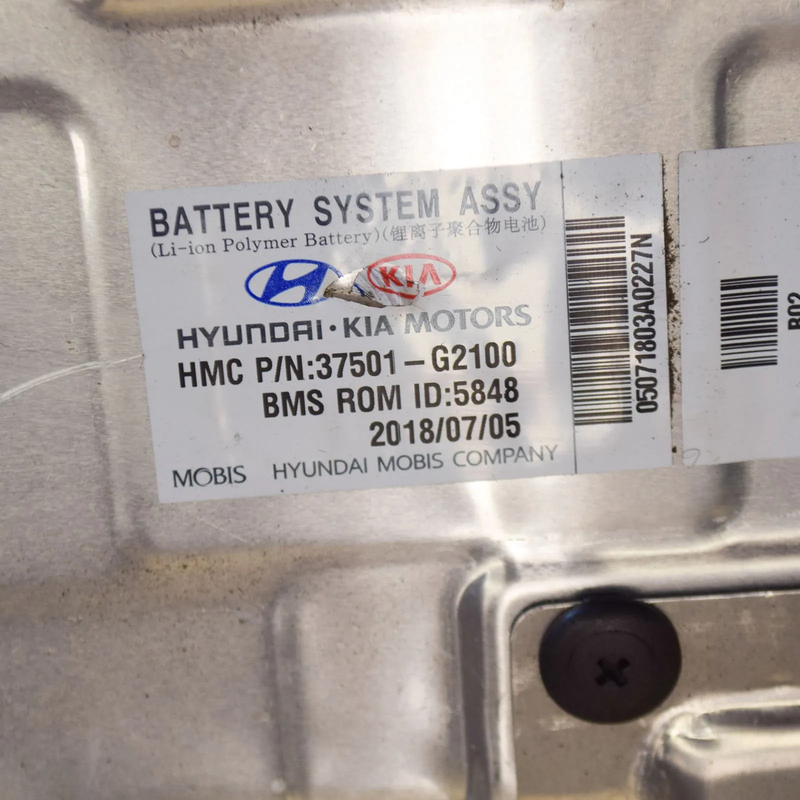 BATTERY SYSTEM ASSY
(Li-ion Polymer Battery)(锂离子聚合物电池)
KIA
HYUNDAI·KIA MOTORS
HMC P/N:37501-G2100
BMS ROM ID:5848
2018/07/05
MOBIS HYUNDAI MOBIS COMPANY
05071803A0227N
B02